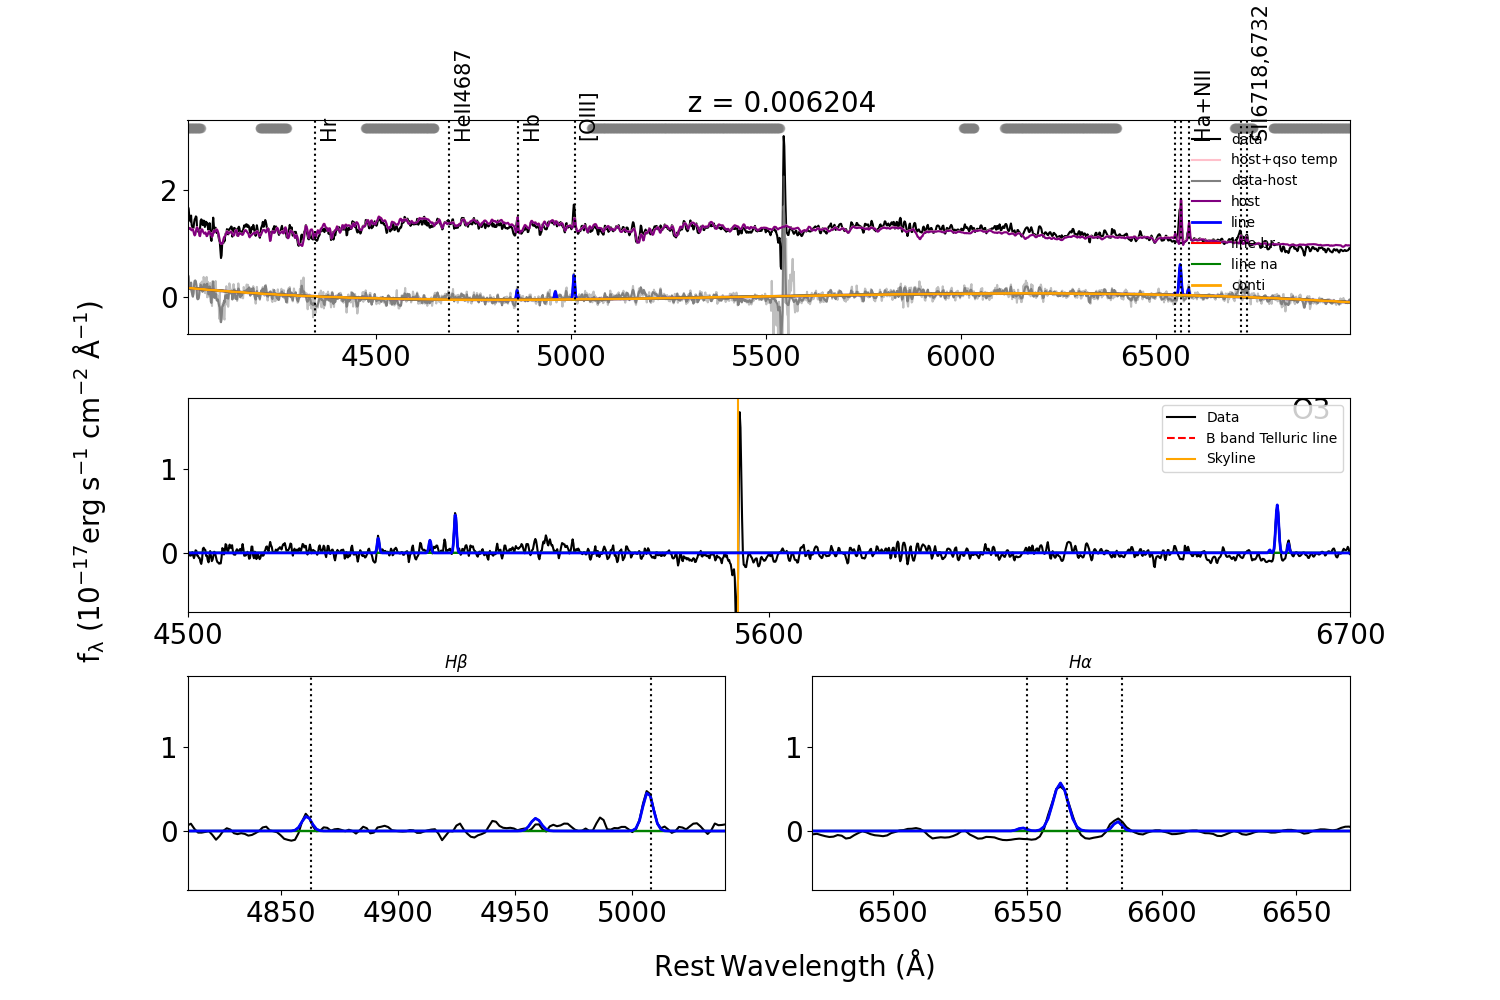 z = 0.006204
Hr
HeII4687
Hb
[OIII]
Ha+NII
SII6718,6732
data
host+qso temp
data-host
host
line
line br
line na
conti
2
0
4500
5000
5500
6000
6500
O3
Data
B band Telluric line
Skyline
1
0
4500
5600
6700
fλ (10⁻¹⁷erg s⁻¹ cm⁻² Å⁻¹)
Hβ
1
0
4850
4900
4950
5000
Hα
1
0
6500
6550
6600
6650
Rest Wavelength (Å)